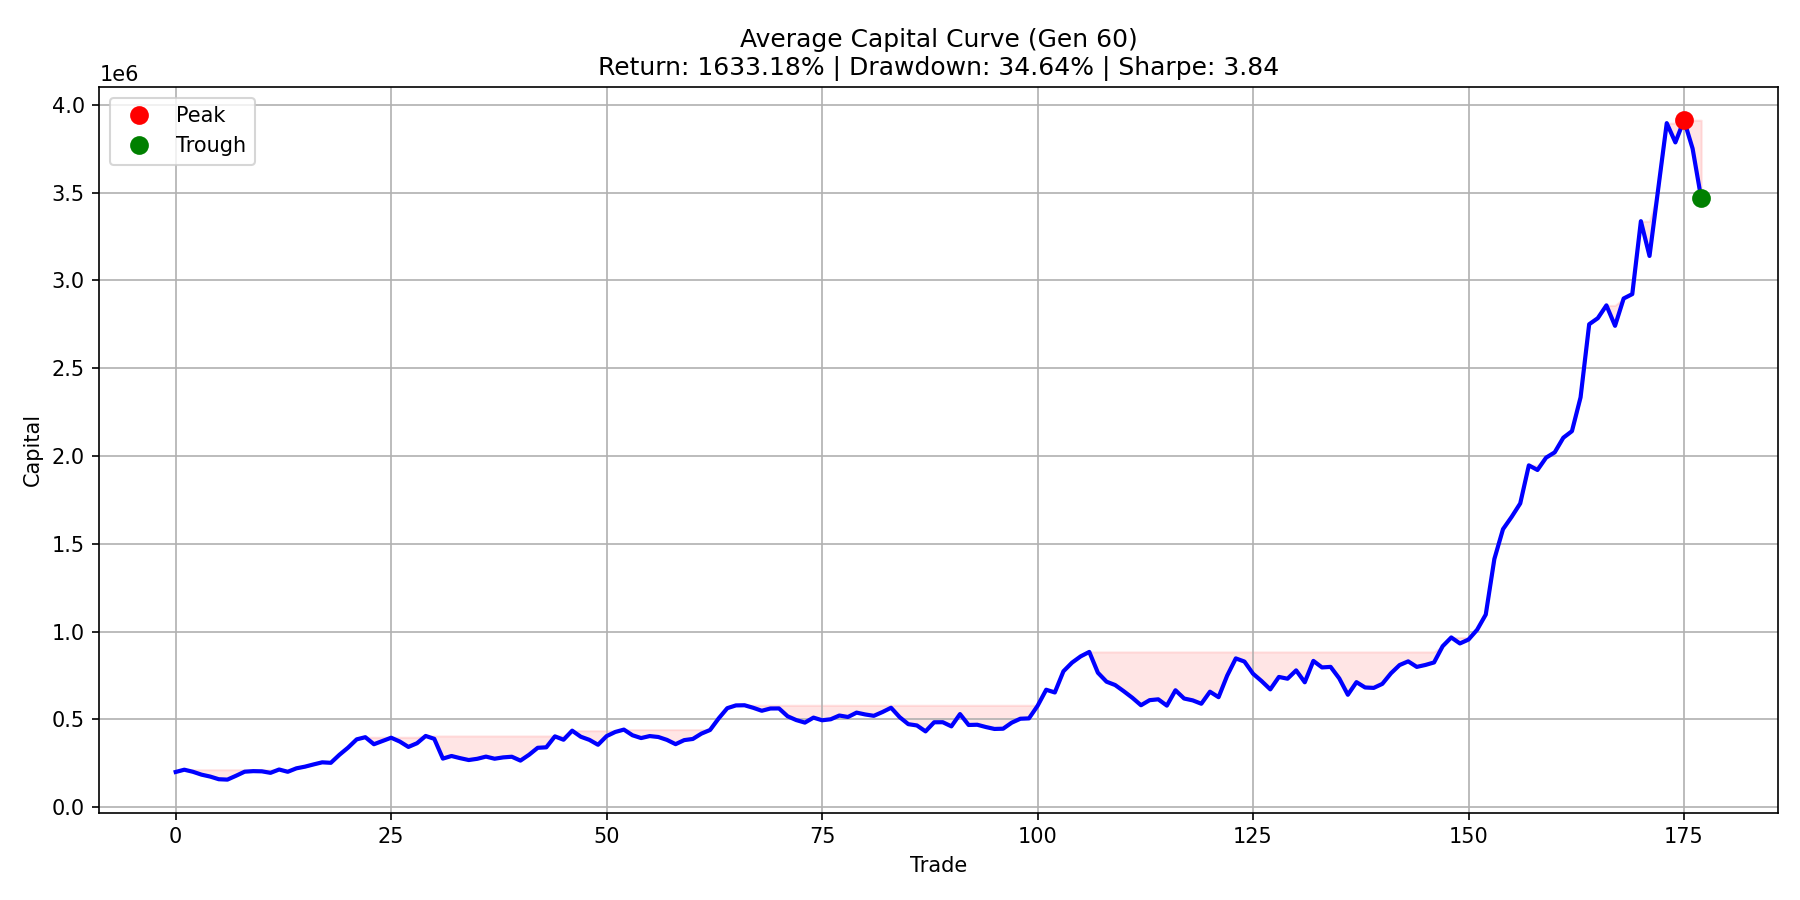 Average Capital Curve (Gen 60)
Return: 1633.18% | Drawdown: 34.64% | Sharpe: 3.84
1e6
Peak
Trough
4.0
3.5
3.0
2.5
2.0
1.5
1.0
0.5
0.0
Capital
0 25 50 75 100 125 150 175
Trade